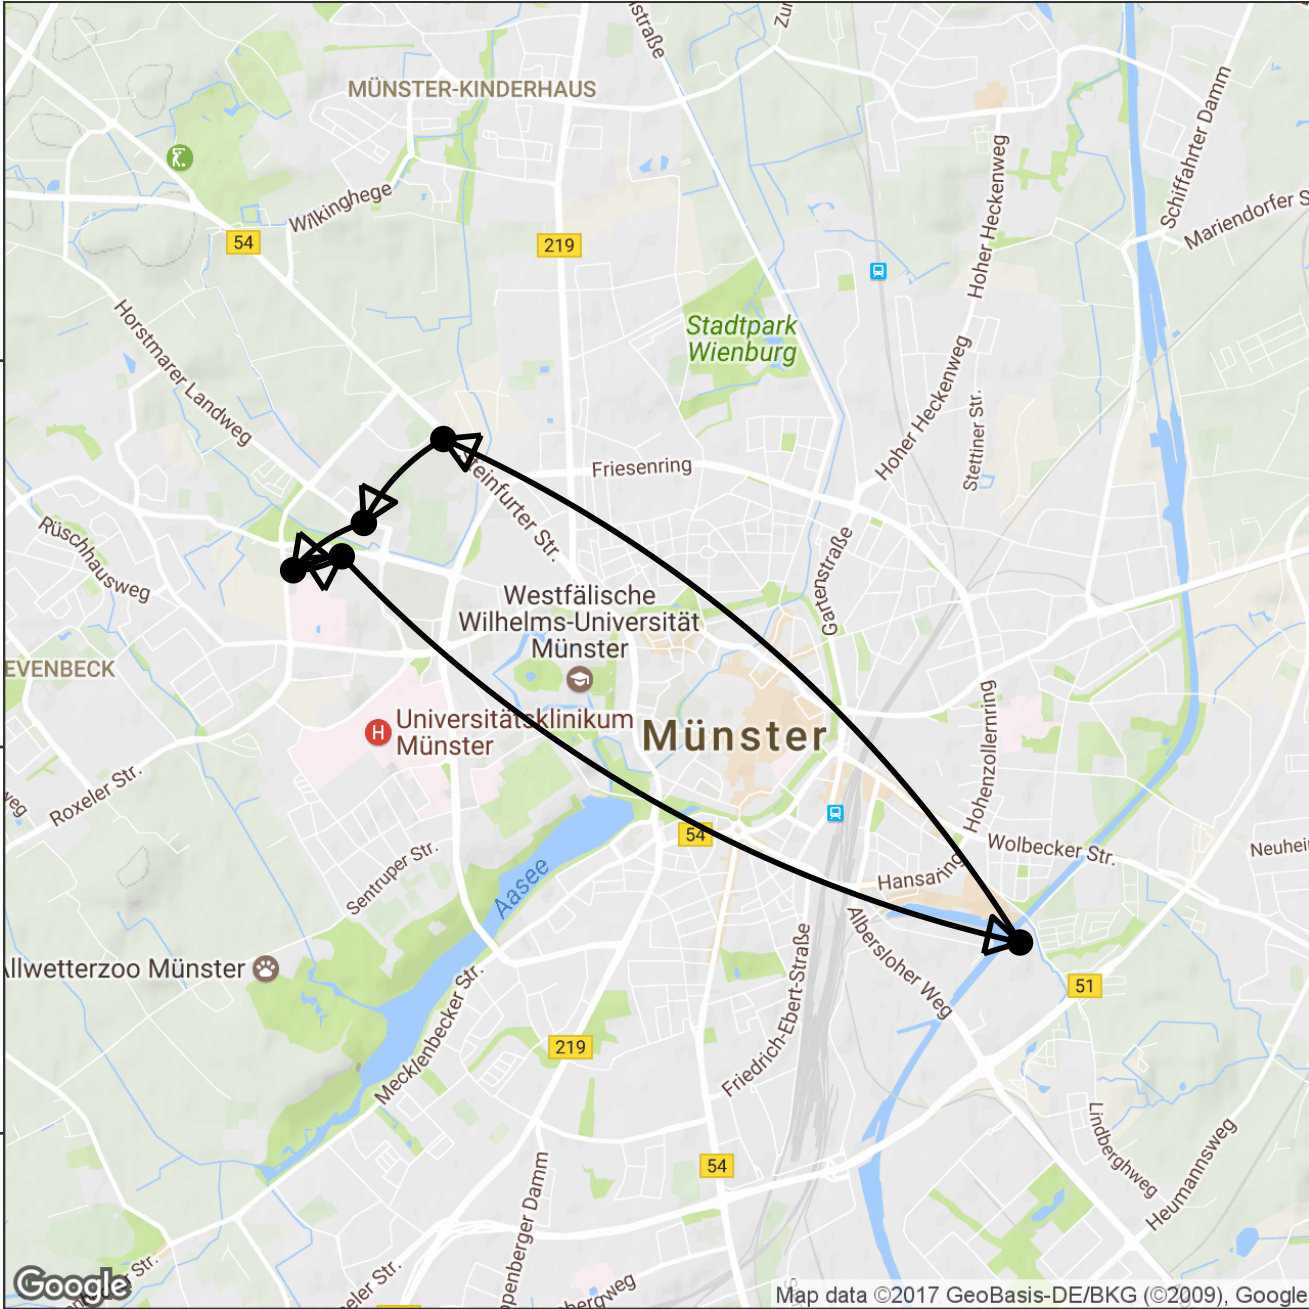 MÜNSTER-KINDERHAUS
Schiffahrter Damm
Hoher Heckenweg
Wilkinghege
Mariendorfer S
54
219
Stadtpark
Wienburg
Horstmarer Landweg
Hoher Heckenweg
Stettiner Str.
Friesenring
einfurter Str.
Rüschhausweg
Gartenstraße
Westfälische
Wilhelms-Universität
Münster
EVENBECK
Hohenzollernring
H
Universitätsklinikum
Münster
Münster
Roxeler Str.
weg
54
Wolbecker Str.
Neuhei
Sentruper Str.
Hansaring
Aasee
Albersloher Weg
Allwetterzoo Münster
51
Mecklenbecker Str.
Friedrich-Ebert-Straße
219
Lindberghweg
54
Heumannsweg
Google
Map data ©2017 GeoBasis-DE/BKG (©2009), Google